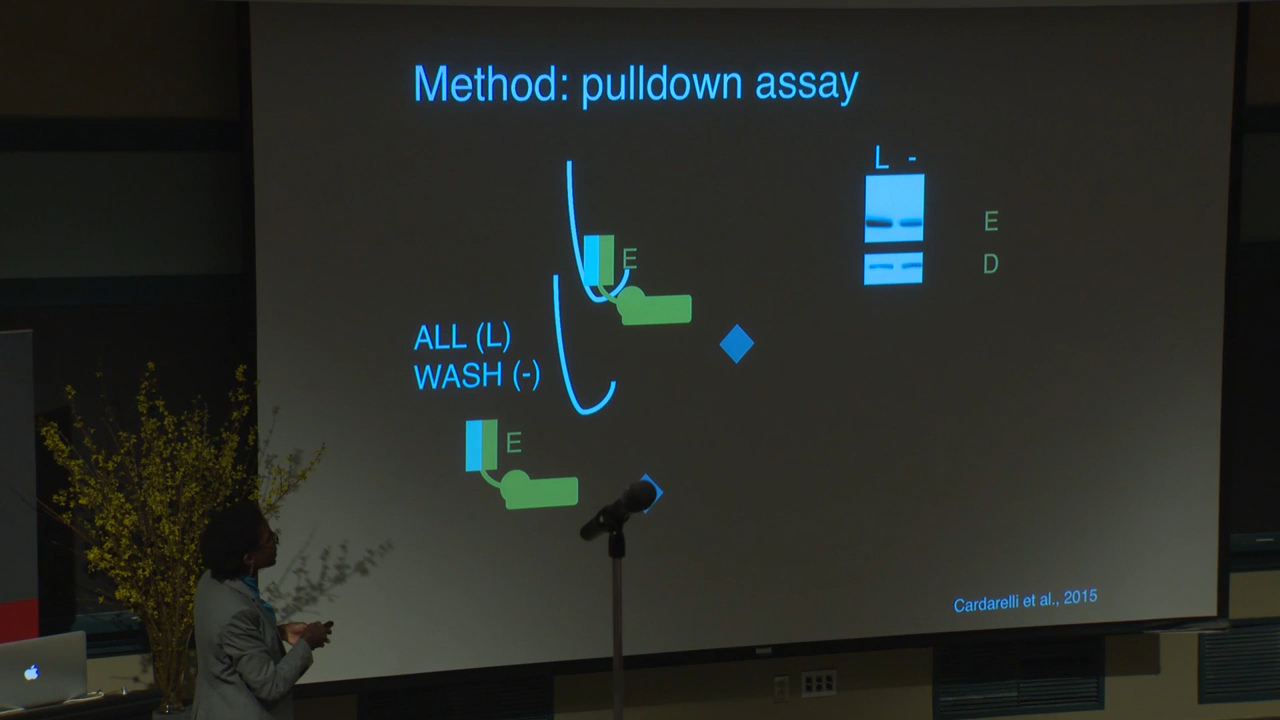 Method: pulldown assay
L -
E
E
D
ALL (L)
WASH (-)
E
Cardarelli et al., 2015